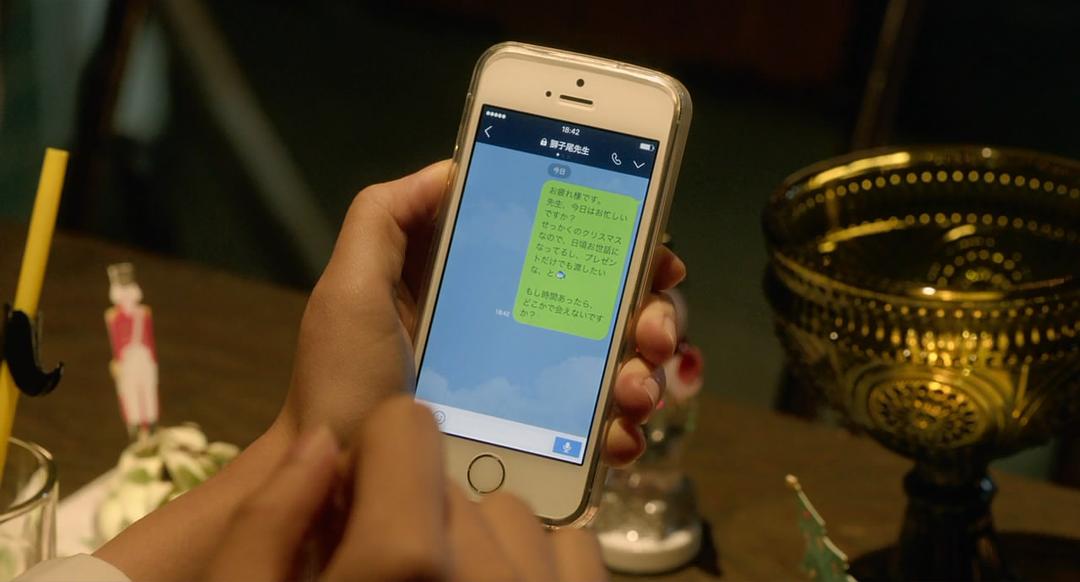 18:42
獅子尾先生
今日
お疲れ様です。
先生、今日はお忙しい
ですか？
せっかくのクリスマス
なので、日頃お世話に
なってるし、プレゼン
トだけでも渡したい
な、と
もし時間あったら、
どこかで会えないです
か？
18:42